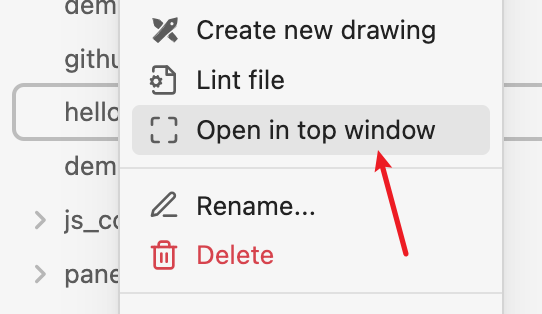 dem
Create new drawing
githu
Lint file
hello
Open in top window
dem
js_co
Rename...
Delete
pane